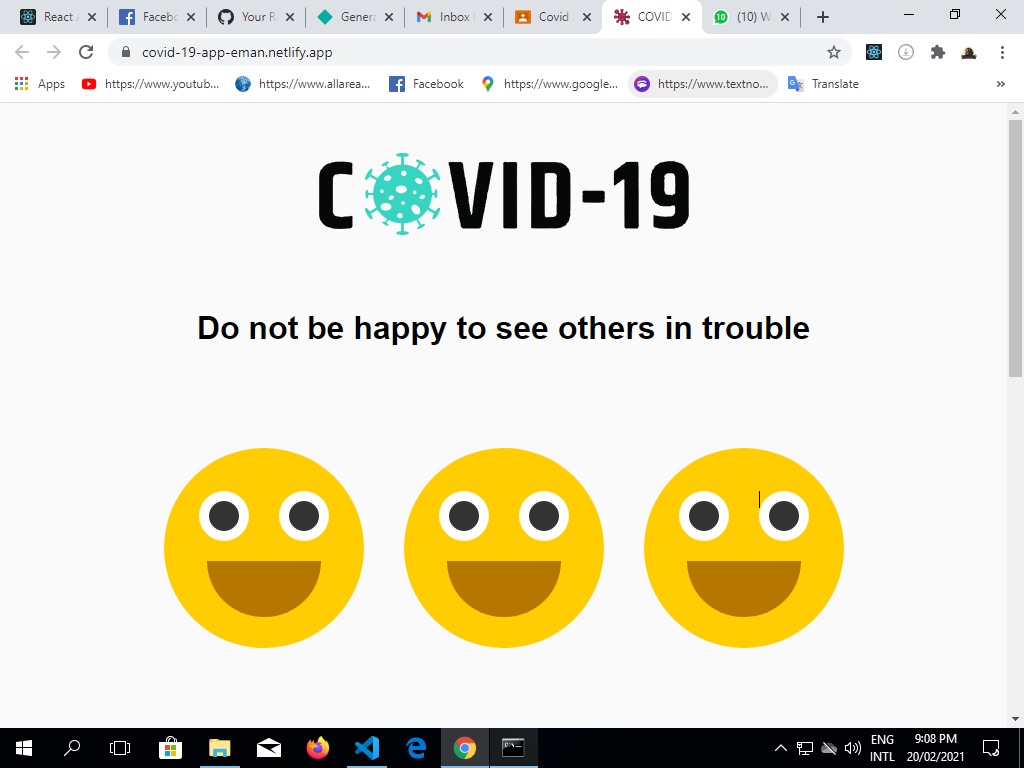 React A
Facebo
Your R
Genera
Inbox
Covid
COVID
10
(10) W
covid-19-app-eman.netlify.app
Apps
https://www.youtub...
https://www.allarea...
Facebook
https://www.google...
https://www.textno...
Translate
COVID-19
Do not be happy to see others in trouble
ENG
INTL
9:08 PM
20/02/2021